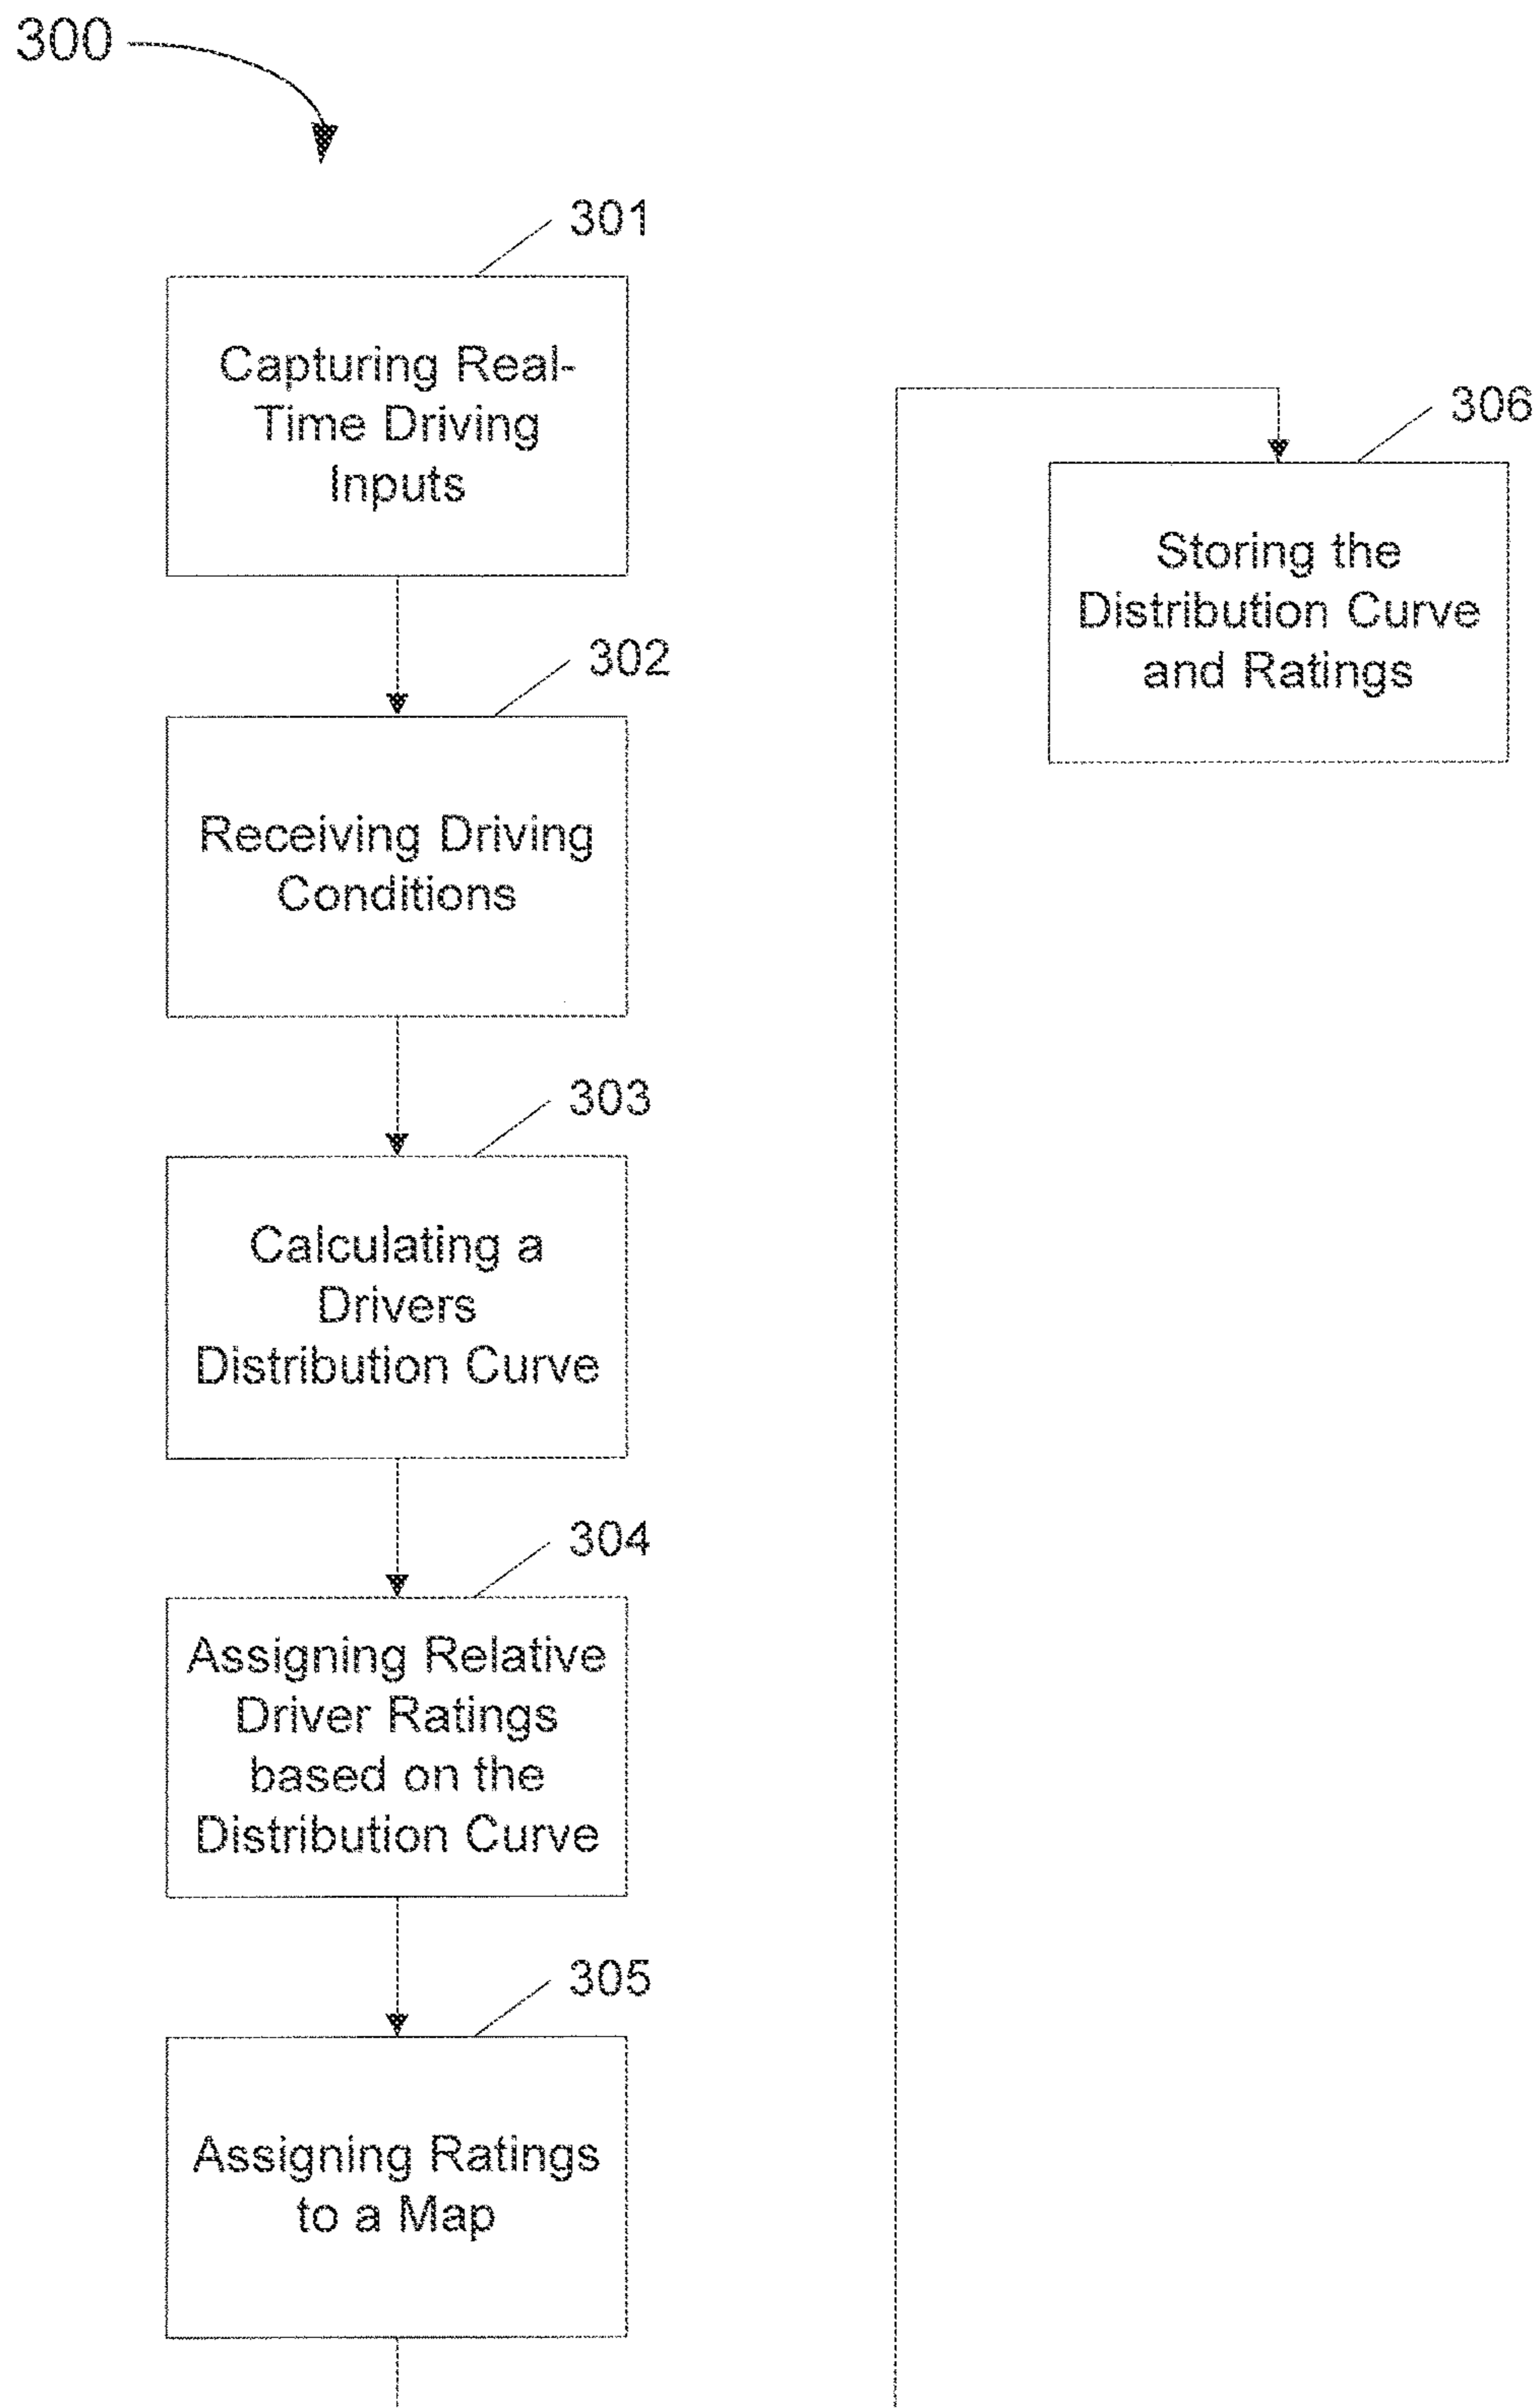 300
301
Capturing Real-
Time Driving
Inputs
302
Receiving Driving
Conditions
303
Calculating a
Drivers
Distribution Curve
304
Assigning Relative
Driver Ratings
based on the
Distribution Curve
305
Assigning Ratings
to a Map
306
Storing the
Distribution Curve
and Ratings